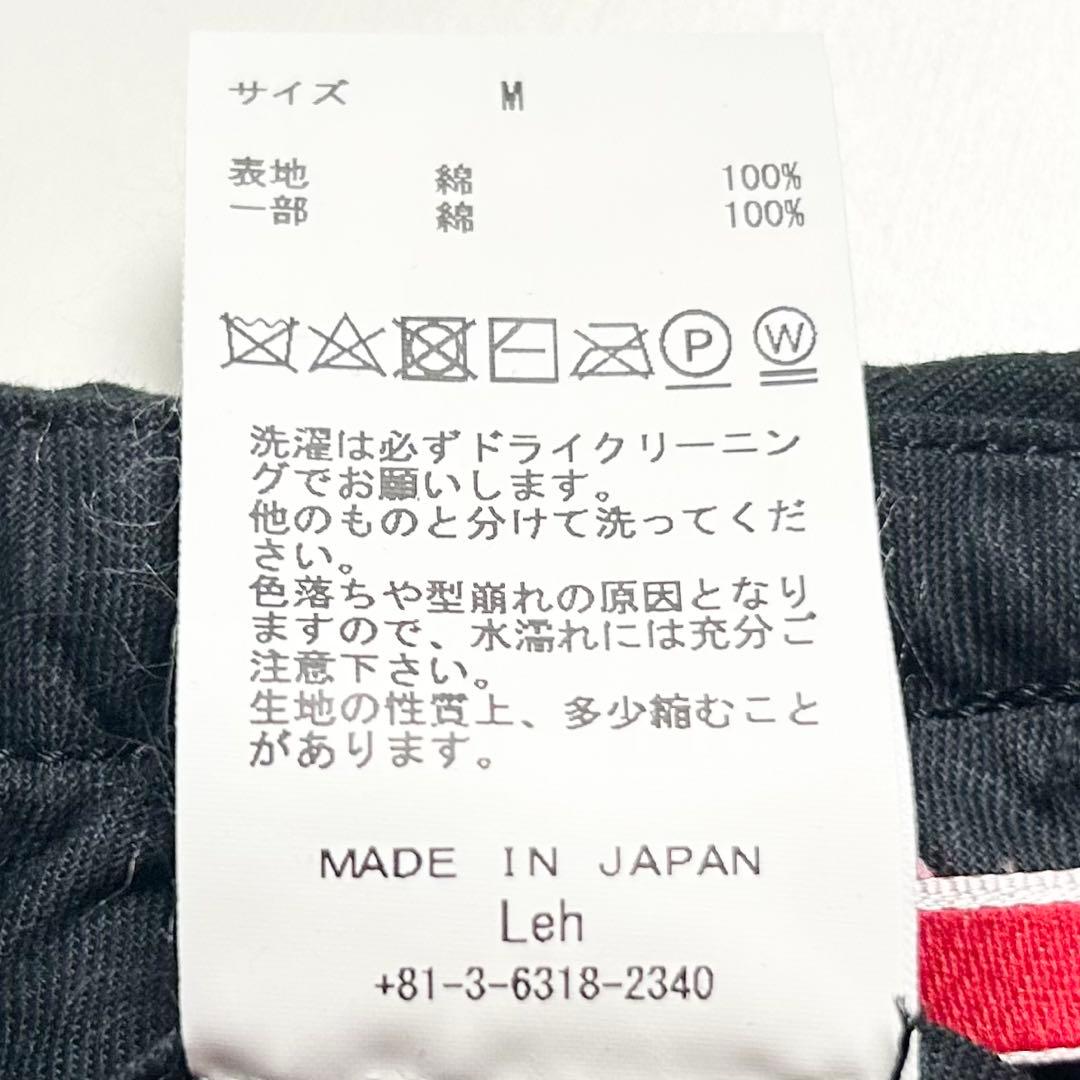 サイズ M
表地 綿 100%
一部 綿 100%
P W
洗濯は必ずドライクリーニン
グでお願いします。
他のものと分けて洗ってくだ
さい。
色落ちや型崩れの原因となり
ますので、水濡れには充分ご
注意下さい。
生地の性質上、多少縮むこと
があります。
MADE IN JAPAN
Leh
+81-3-6318-2340